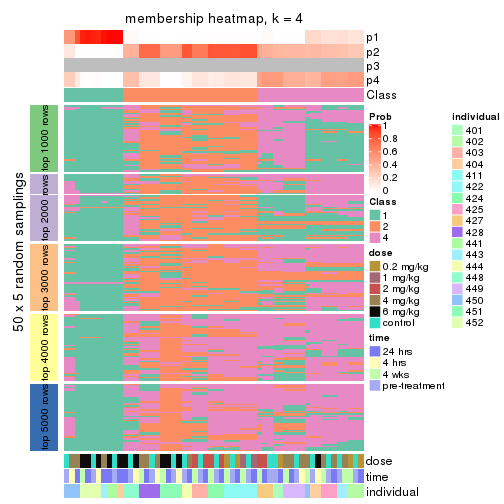 membership heatmap, k = 4
p1
p2
p3
p4
Class
50 x 5 random samplings
top 1000 rows
top 2000 rows
top 3000 rows
top 4000 rows
top 5000 rows
dose
time
individual
Prob
1
0.8
0.6
0.4
0.2
0
Class
1
2
4
dose
0.2 mg/kg
1 mg/kg
2 mg/kg
4 mg/kg
6 mg/kg
control
time
24 hrs
4 hrs
4 wks
pre-treatment
individual
401
402
403
404
411
422
424
425
427
428
441
443
444
448
449
450
451
452